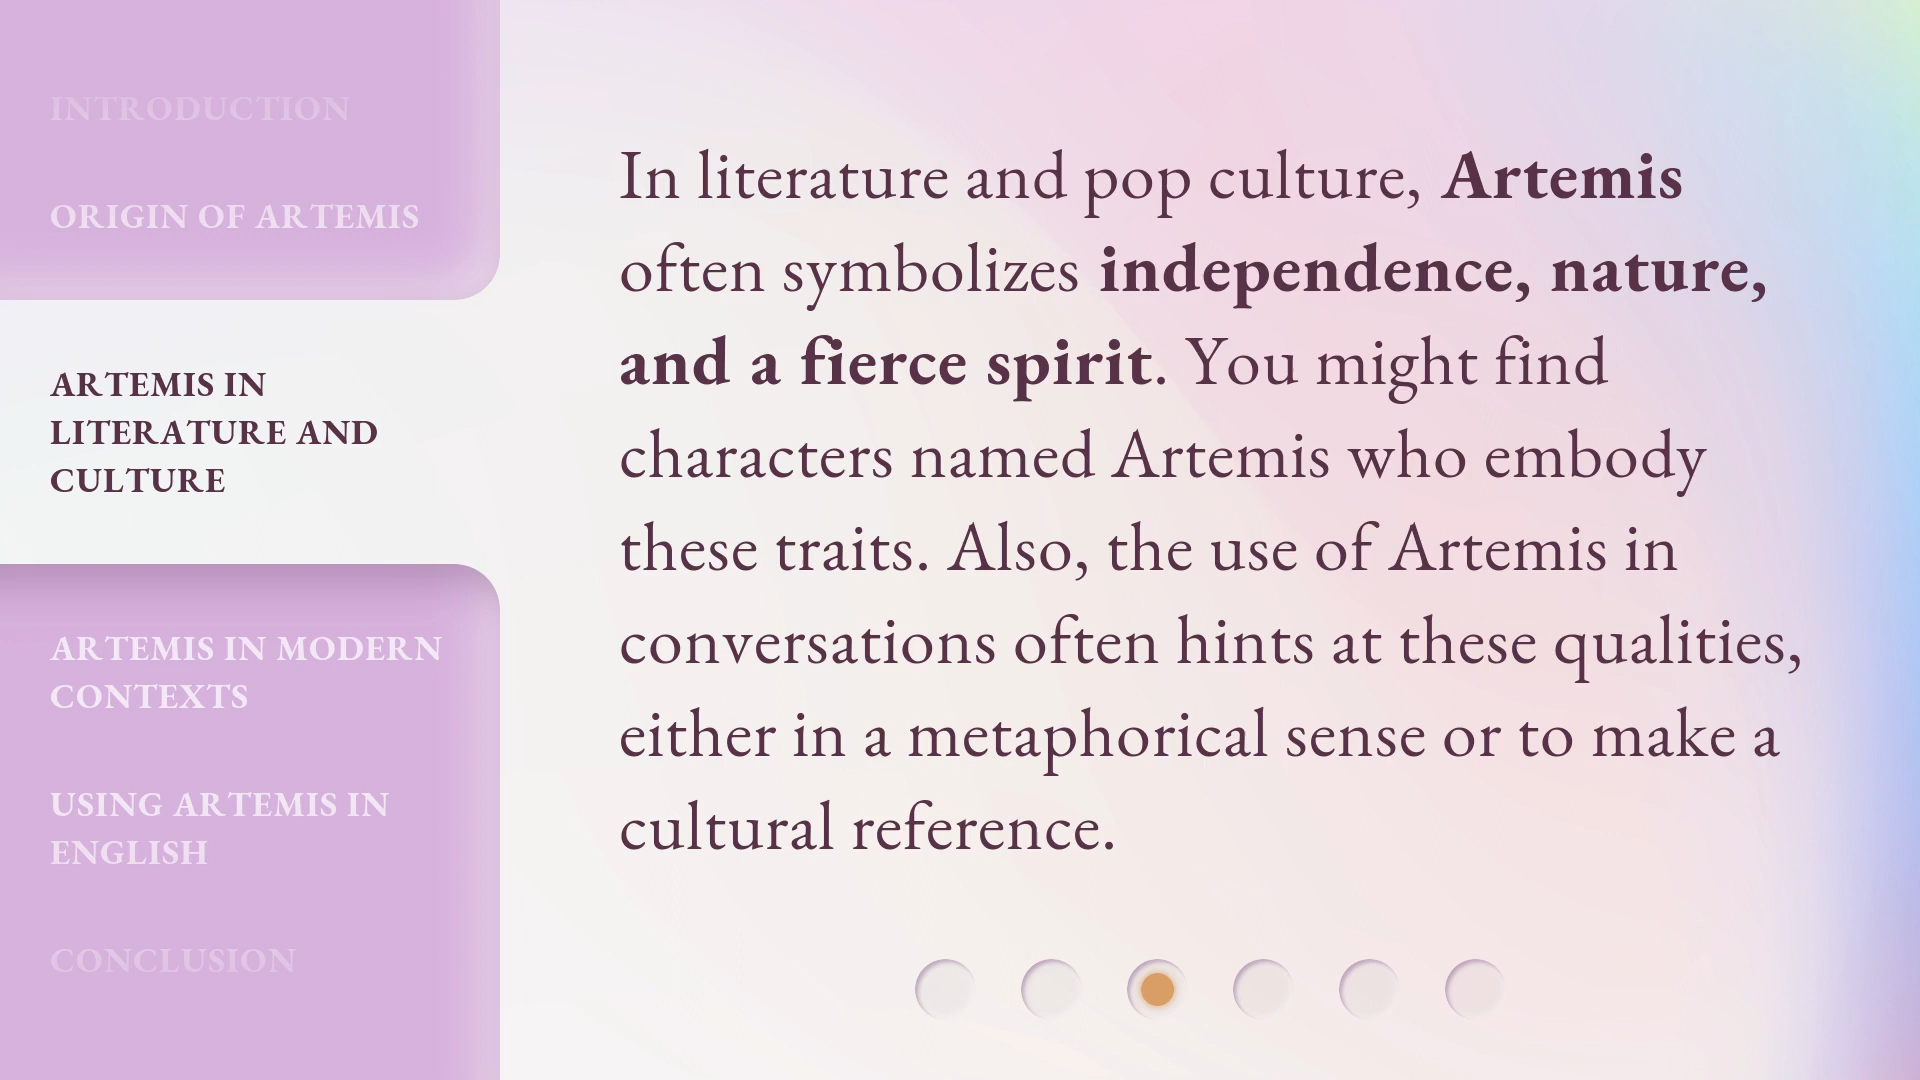 INTRODUCTION
ORIGIN OF ARTEMIS
ARTEMIS IN
LITERATURE AND
CULTURE
ARTEMIS IN MODERN
CONTEXTS
USING ARTEMIS IN
ENGLISH
CONCLUSION
In literature and pop culture, Artemis
often symbolizes independence, nature,
and a fierce spirit. You might find
characters named Artemis who embody
these traits. Also, the use of Artemis in
conversations often hints at these qualities,
either in a metaphorical sense or to make a
cultural reference.